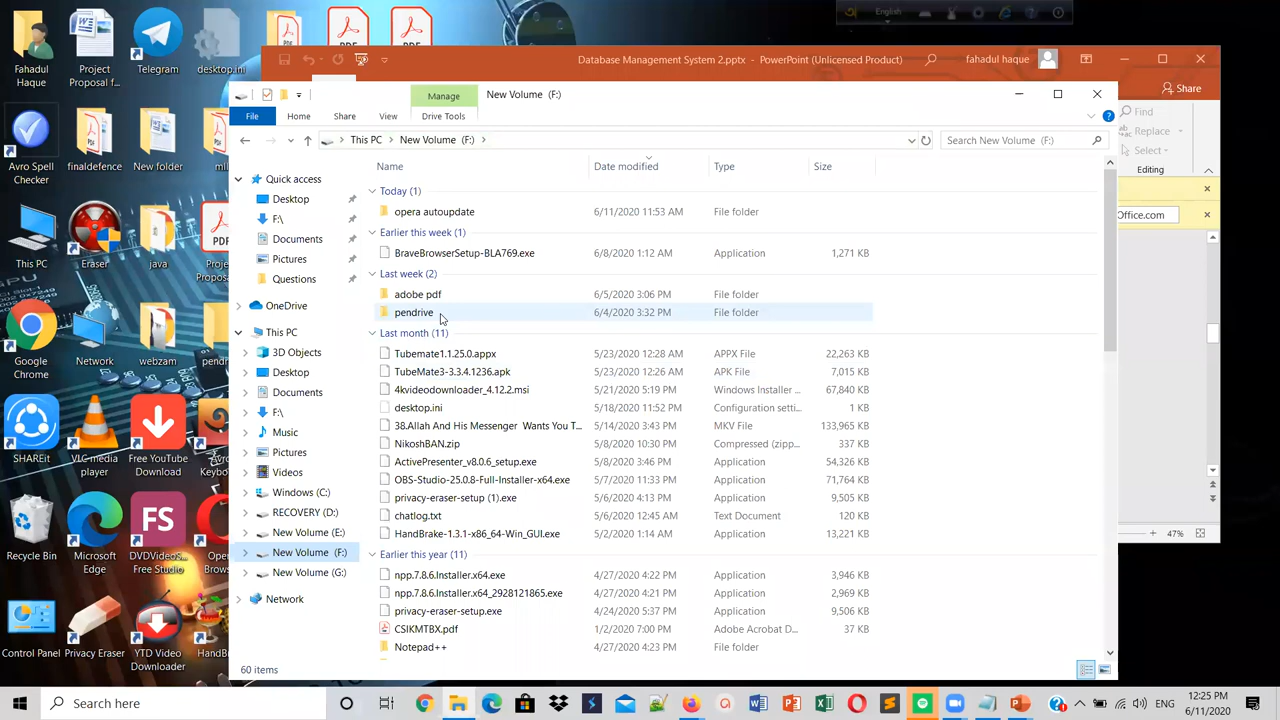 English
Database Management System 2.pptx - PowerPoint (Unlicensed Product)
fahadul haque
Share
Manage
New Volume (F:)
File
Home
Share
View
Drive Tools
Find
Replace
Select
Editing
This PC
New Volume (F:)
Search New Volume (F:)
Name
Date modified
Type
Size
Today (1)
opera autoupdate 6/11/2020 11:53 AM File folder
Earlier this week (1)
BraveBrowserSetup-BLA769.exe 6/8/2020 1:12 AM Application 1,271 KB
Last week (2)
adobe pdf 6/5/2020 3:06 PM File folder
pendrive 6/4/2020 3:32 PM File folder
Last month (11)
Tubemate1.1.25.0.appx 5/23/2020 12:28 AM APPX File 22,263 KB
TubeMate3-3.3.4.1236.apk 5/23/2020 12:26 AM APK File 7,015 KB
4kvideodownloader_4.12.2.msi 5/21/2020 5:19 PM Windows Installer ... 67,840 KB
desktop.ini 5/18/2020 11:52 PM Configuration setti... 1 KB
38.Allah And His Messenger Wants You T... 5/14/2020 3:43 PM MKV File 133,965 KB
NikoshBAN.zip 5/8/2020 10:30 PM Compressed (zipp... 337 KB
ActivePresenter_v8.0.6_setup.exe 5/8/2020 3:46 PM Application 54,326 KB
OBS-Studio-25.0.8-Full-Installer-x64.exe 5/7/2020 11:33 PM Application 71,764 KB
privacy-eraser-setup (1).exe 5/6/2020 4:13 PM Application 9,505 KB
chatlog.txt 5/6/2020 12:45 AM Text Document 120 KB
HandBrake-1.3.1-x86_64-Win_GUI.exe 5/2/2020 1:14 AM Application 13,221 KB
Earlier this year (11)
npp.7.8.6.Installer.x64.exe 4/27/2020 4:22 PM Application 3,946 KB
npp.7.8.6.Installer.x64_2928121865.exe 4/27/2020 4:21 PM Application 2,969 KB
privacy-eraser-setup.exe 4/24/2020 5:37 PM Application 9,506 KB
CSIKMTBX.pdf 1/2/2020 7:00 PM Adobe Acrobat D... 37 KB
Notepad++ 4/27/2020 4:23 PM File folder
Quick access
Desktop
F:\
Documents
Pictures
Questions
OneDrive
This PC
3D Objects
Desktop
Documents
F:\
Music
Pictures
Videos
Windows (C:)
RECOVERY (D:)
New Volume (E:)
New Volume (F:)
New Volume (G:)
Network
60 items
Office.com
47%
Fahadul Haque
Project
Telegram
desktop.ini
PDF
PDF
Avro Spell Checker
finaldefence
New folder
This PC
Eraser
java
PDF
Google Chrome
Network
webzam
SHAREit
VLC media player
Free YouTube Download
Recycle Bin
Microsoft Edge
FS
DVDVideoS...
Control Panel
Privacy Eraser
YTD Video Downloader
Search here
ENG
12:25 PM
6/11/2020